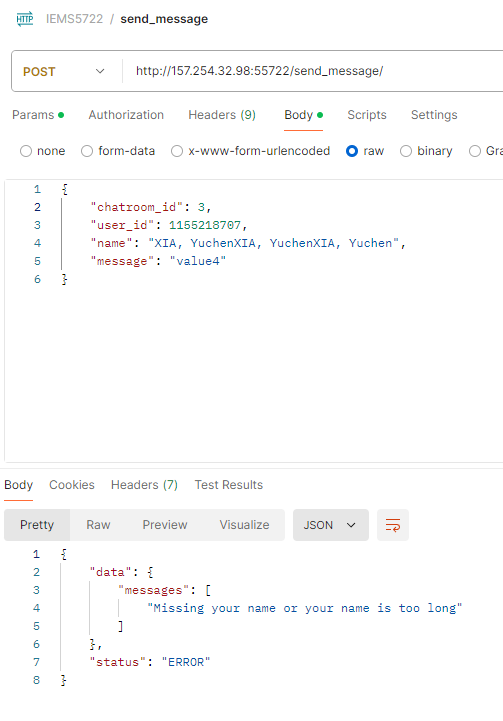 HTTP IEMS5722 / send_message
POST http://157.254.32.98:55722/send_message/
Params Authorization Headers (9) Body Scripts Settings
none form-data x-www-form-urlencoded raw binary Gra
1 {
2 "chatroom_id": 3,
3 "user_id": 1155218707,
4 "name": "XIA, YuchenXIA, YuchenXIA, Yuchen",
5 "message": "value4"
6 }
Body Cookies Headers (7) Test Results
Pretty Raw Preview Visualize JSON
1 {
2 "data": {
3 "messages": [
4 "Missing your name or your name is too long"
5 ]
6 },
7 "status": "ERROR"
8 }